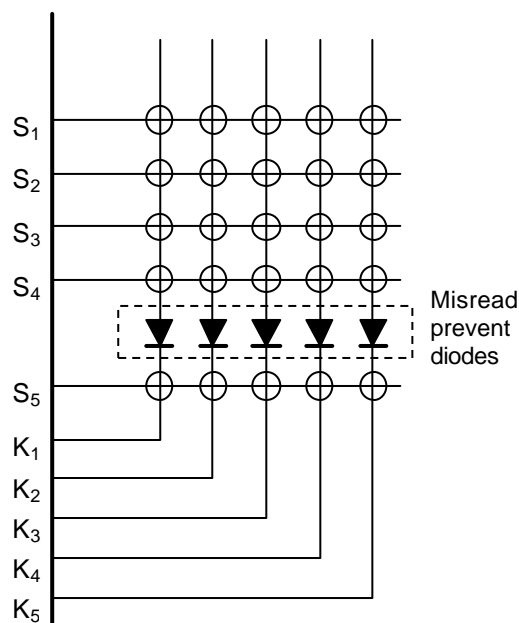 S1
S2
S3
S4
Misread
prevent
diodes
S5
K1
K2
K3
K4
K5